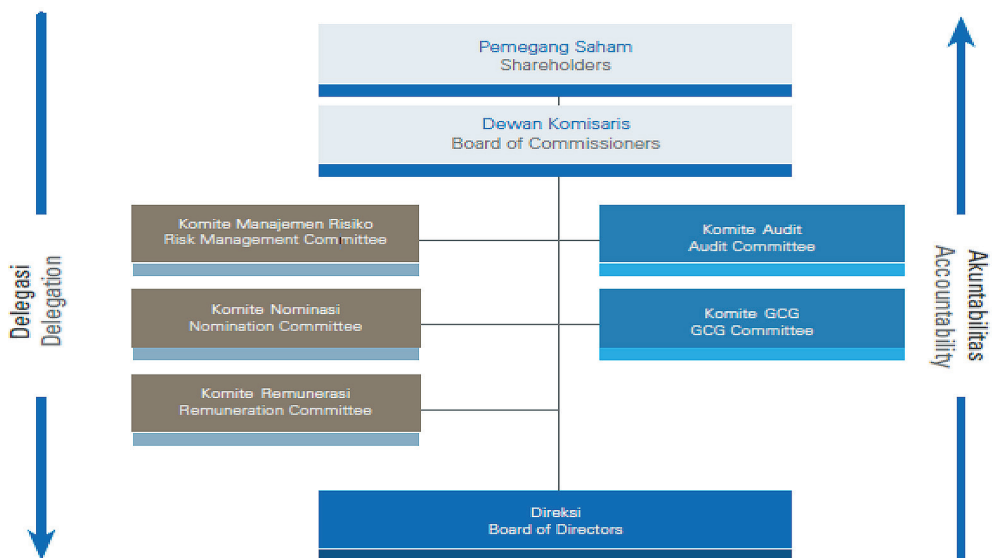 Pemegang Saham
Shareholders
Dewan Komisaris
Board of Commissioners
Komite Manajemen Risiko
Risk Management Committee
Komite Audit
Audit Committee
Komite Nominasi
Nomination Committee
Komite GCG
GCG Committee
Komite Remunerasi
Remuneration Committee
Direksi
Board of Directors
Delegasi
Delegation
Akuntabilitas
Accountability